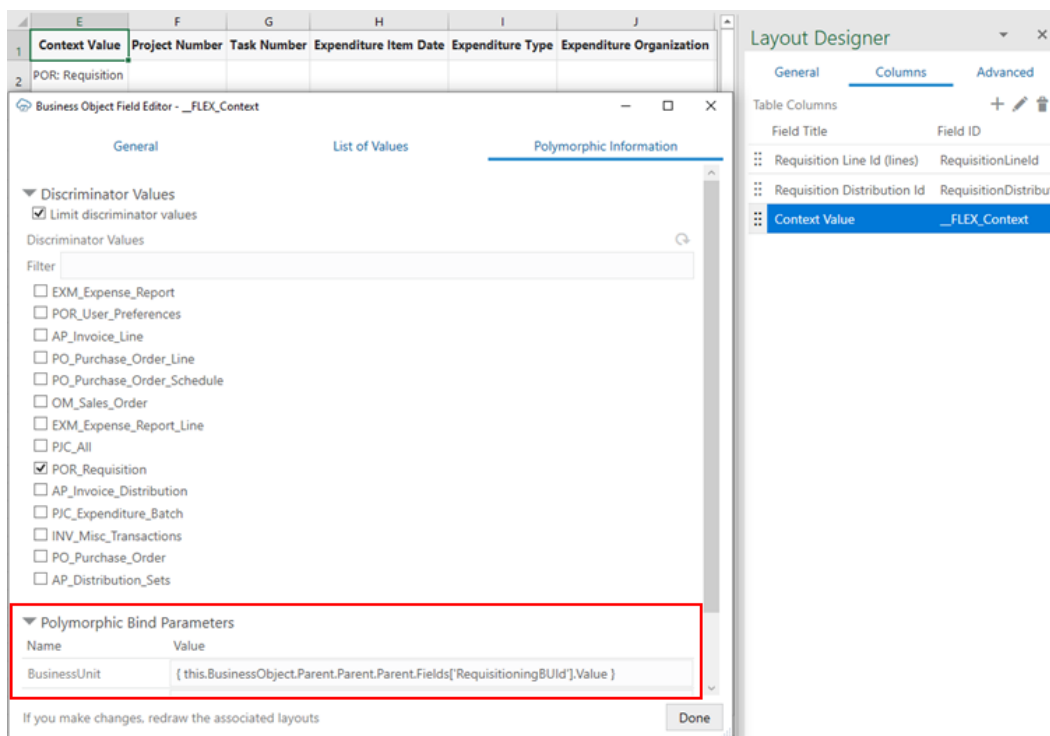 E F G H I J
1 Context Value Project Number Task Number Expenditure Item Date Expenditure Type Expenditure Organization
2 POR: Requisition
Layout Designer
General Columns Advanced
Table Columns
Field Title Field ID
Requisition Line Id (lines) RequisitionLineId
Requisition Distribution Id RequisitionDistribu
Context Value __FLEX_Context
Business Object Field Editor - __FLEX_Context
General List of Values Polymorphic Information
Discriminator Values
Limit discriminator values
Discriminator Values
Filter
EXM_Expense_Report
POR_User_Preferences
AP_Invoice_Line
PO_Purchase_Order_Line
PO_Purchase_Order_Schedule
OM_Sales_Order
EXM_Expense_Report_Line
PJC_All
POR_Requisition
AP_Invoice_Distribution
PJC_Expenditure_Batch
INV_Misc_Transactions
PO_Purchase_Order
AP_Distribution_Sets
Polymorphic Bind Parameters
Name Value
BusinessUnit { this.BusinessObject.Parent.Parent.Parent.Fields['RequisitioningBUId'].Value }
If you make changes, redraw the associated layouts
Done